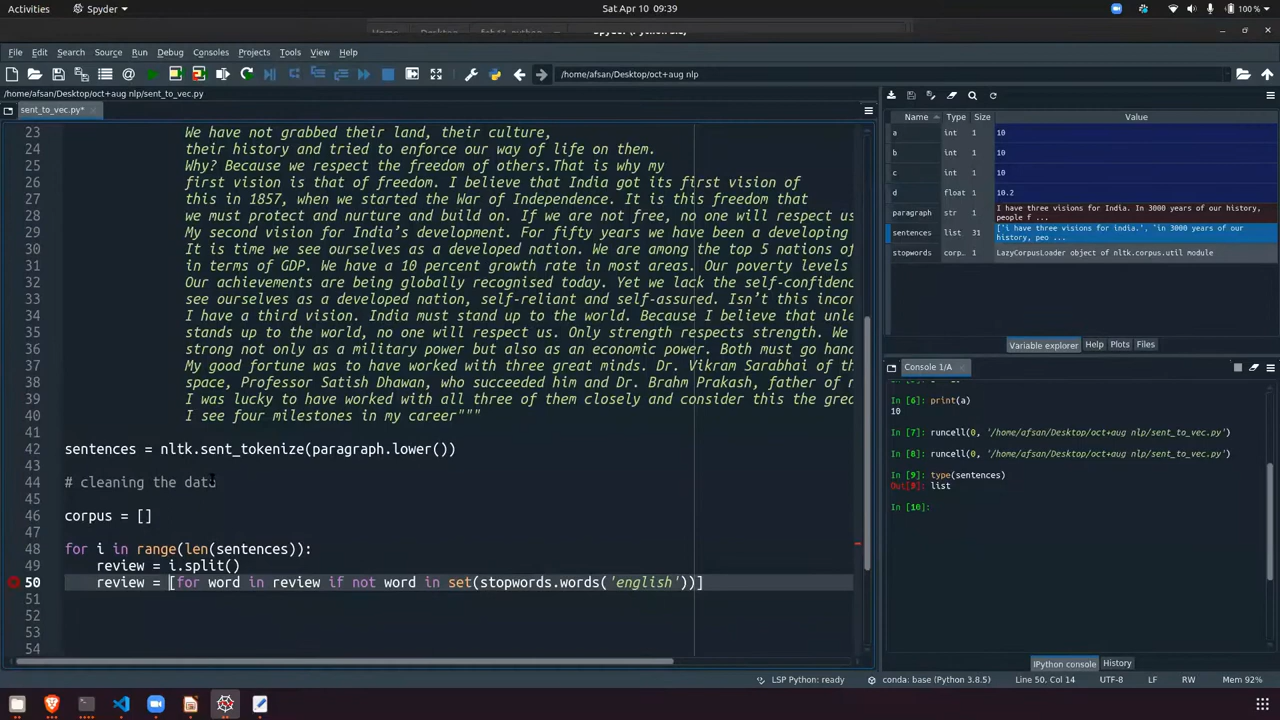 Activities
Spyder
Sat Apr 10 09:39
100 %
File Edit Search Source Run Debug Consoles Projects Tools View Help
/home/afsan/Desktop/oct+aug nlp
/home/afsan/Desktop/oct+aug nlp/sent_to_vec.py
sent_to_vec.py*
23 We have not grabbed their land, their culture,
24 their history and tried to enforce our way of life on them.
25 Why? Because we respect the freedom of others.That is why my
26 first vision is that of freedom. I believe that India got its first vision of
27 this in 1857, when we started the War of Independence. It is this freedom that
28 we must protect and nurture and build on. If we are not free, no one will respect us
29 My second vision for India’s development. For fifty years we have been a developing
30 It is time we see ourselves as a developed nation. We are among the top 5 nations of
31 in terms of GDP. We have a 10 percent growth rate in most areas. Our poverty levels
32 Our achievements are being globally recognised today. Yet we lack the self-confidenc
33 see ourselves as a developed nation, self-reliant and self-assured. Isn’t this incor
34 I have a third vision. India must stand up to the world. Because I believe that unle
35 stands up to the world, no one will respect us. Only strength respects strength. We
36 strong not only as a military power but also as an economic power. Both must go hand
37 My good fortune was to have worked with three great minds. Dr. Vikram Sarabhai of th
38 space, Professor Satish Dhawan, who succeeded him and Dr. Brahm Prakash, father of n
39 I was lucky to have worked with all three of them closely and consider this the grea
40 I see four milestones in my career"""
41
42 sentences = nltk.sent_tokenize(paragraph.lower())
43
44 # cleaning the data
45
46 corpus = []
47
48 for i in range(len(sentences)):
49 review = i.split()
50 review = [for word in review if not word in set(stopwords.words('english'))]
51
52
53
54
Name Type Size Value
a int 1 10
b int 1 10
c int 1 10
d float 1 10.2
paragraph str 1 I have three visions for India. In 3000 years of our history, people f ...
sentences list 31 ['i have three visions for india.', "in 3000 years of our history, peo ...
stopwords corp… 1 LazyCorpusLoader object of nltk.corpus.util module
Variable explorer Help Plots Files
Console 1/A
In [6]: print(a)
10
In [7]: runcell(0, '/home/afsan/Desktop/oct+aug nlp/sent_to_vec.py')
In [8]: runcell(0, '/home/afsan/Desktop/oct+aug nlp/sent_to_vec.py')
In [9]: type(sentences)
Out[9]: list
In [10]:
IPython console History
LSP Python: ready
conda: base (Python 3.8.5)
Line 50, Col 14
UTF-8
LF
RW
Mem 92%